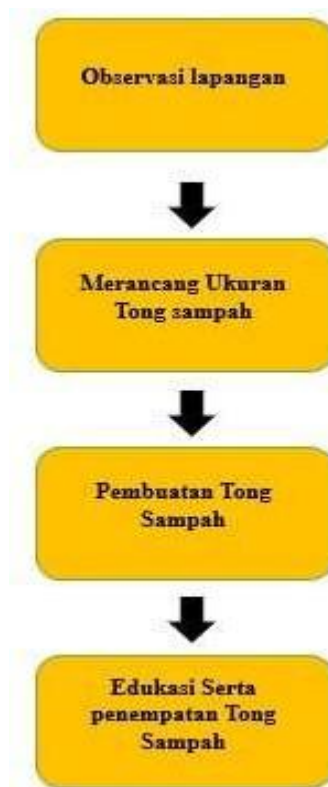 Observasi lapangan
Merancang Ukuran
Tong sampah
Pembuatan Tong
Sampah
Edukasi Serta
penempatan Tong
Sampah